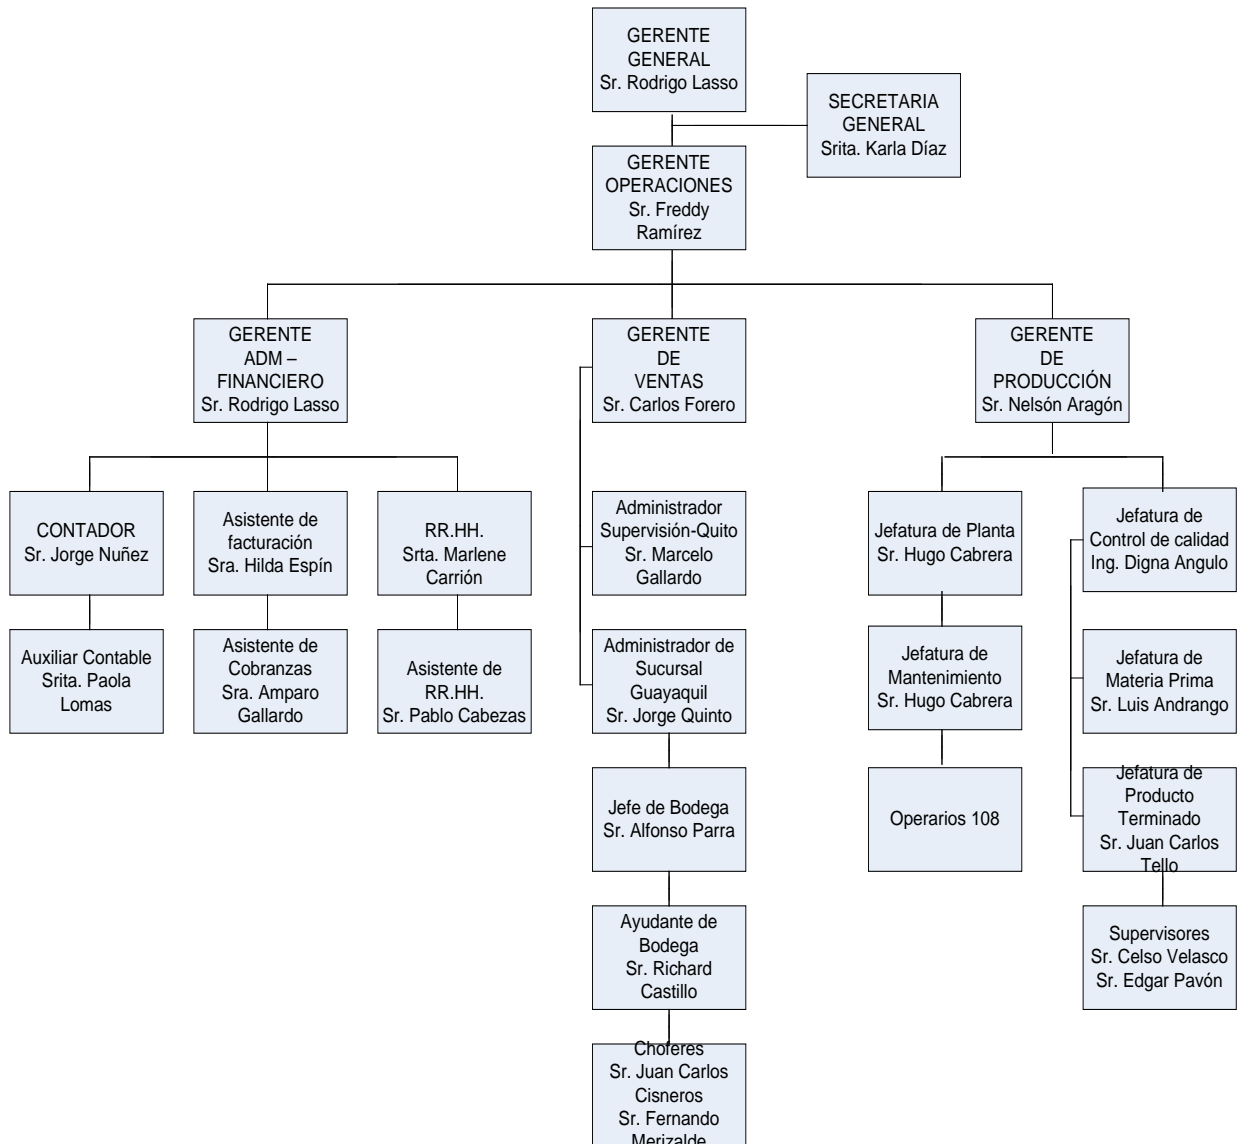 GERENTE
GENERAL
Sr. Rodrigo Lasso
SECRETARIA
GENERAL
Srita. Karla Díaz
GERENTE
OPERACIONES
Sr. Freddy
Ramírez
GERENTE
ADM –
FINANCIERO
Sr. Rodrigo Lasso
GERENTE
DE
VENTAS
Sr. Carlos Forero
GERENTE
DE
PRODUCCIÓN
Sr. Nelsón Aragón
CONTADOR
Sr. Jorge Nuñez
Asistente de
facturación
Sra. Hilda Espín
RR.HH.
Srta. Marlene
Carrión
Administrador
Supervisión-Quito
Sr. Marcelo
Gallardo
Jefatura de Planta
Sr. Hugo Cabrera
Jefatura de
Control de calidad
Ing. Digna Angulo
Auxiliar Contable
Srita. Paola
Lomas
Asistente de
Cobranzas
Sra. Amparo
Gallardo
Asistente de
RR.HH.
Sr. Pablo Cabezas
Administrador de
Sucursal
Guayaquil
Sr. Jorge Quinto
Jefatura de
Mantenimiento
Sr. Hugo Cabrera
Jefatura de
Materia Prima
Sr. Luis Andrango
Jefe de Bodega
Sr. Alfonso Parra
Operarios 108
Jefatura de
Producto
Terminado
Sr. Juan Carlos
Tello
Ayudante de
Bodega
Sr. Richard
Castillo
Supervisores
Sr. Celso Velasco
Sr. Edgar Pavón
Choferes
Sr. Juan Carlos
Cisneros
Sr. Fernando
Merizalde